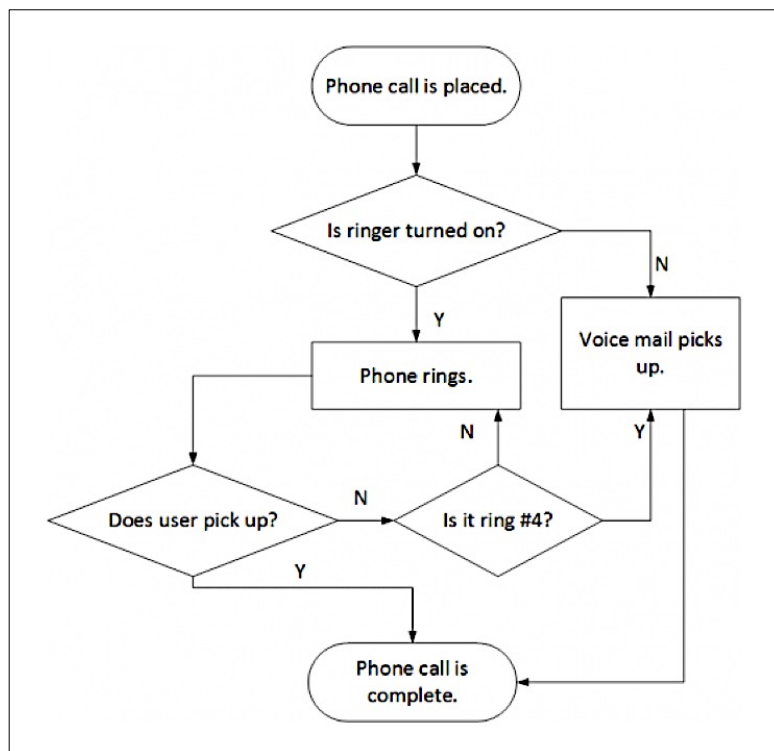 Phone call is placed.
Is ringer turned on?
N
Y
Voice mail picks
up.
Phone rings.
N
Y
Does user pick up?
N
Is it ring #4?
Y
Phone call is
complete.